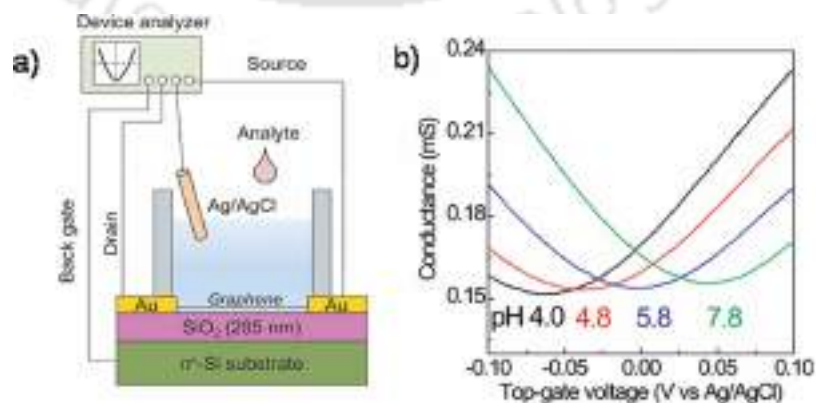 Device analyzer
a)
Source
Analyte
Ag/AgCl
Back gate
Drain
Graphene
Au
Au
SiO₂ (285 nm)
n⁺-Si substrate
b)
Conductance (mS)
0.24
0.21
0.18
0.15
pH 4.0 4.8 5.8 7.8
-0.10 -0.05 0.00 0.05 0.10
Top-gate voltage (V vs Ag/AgCl)